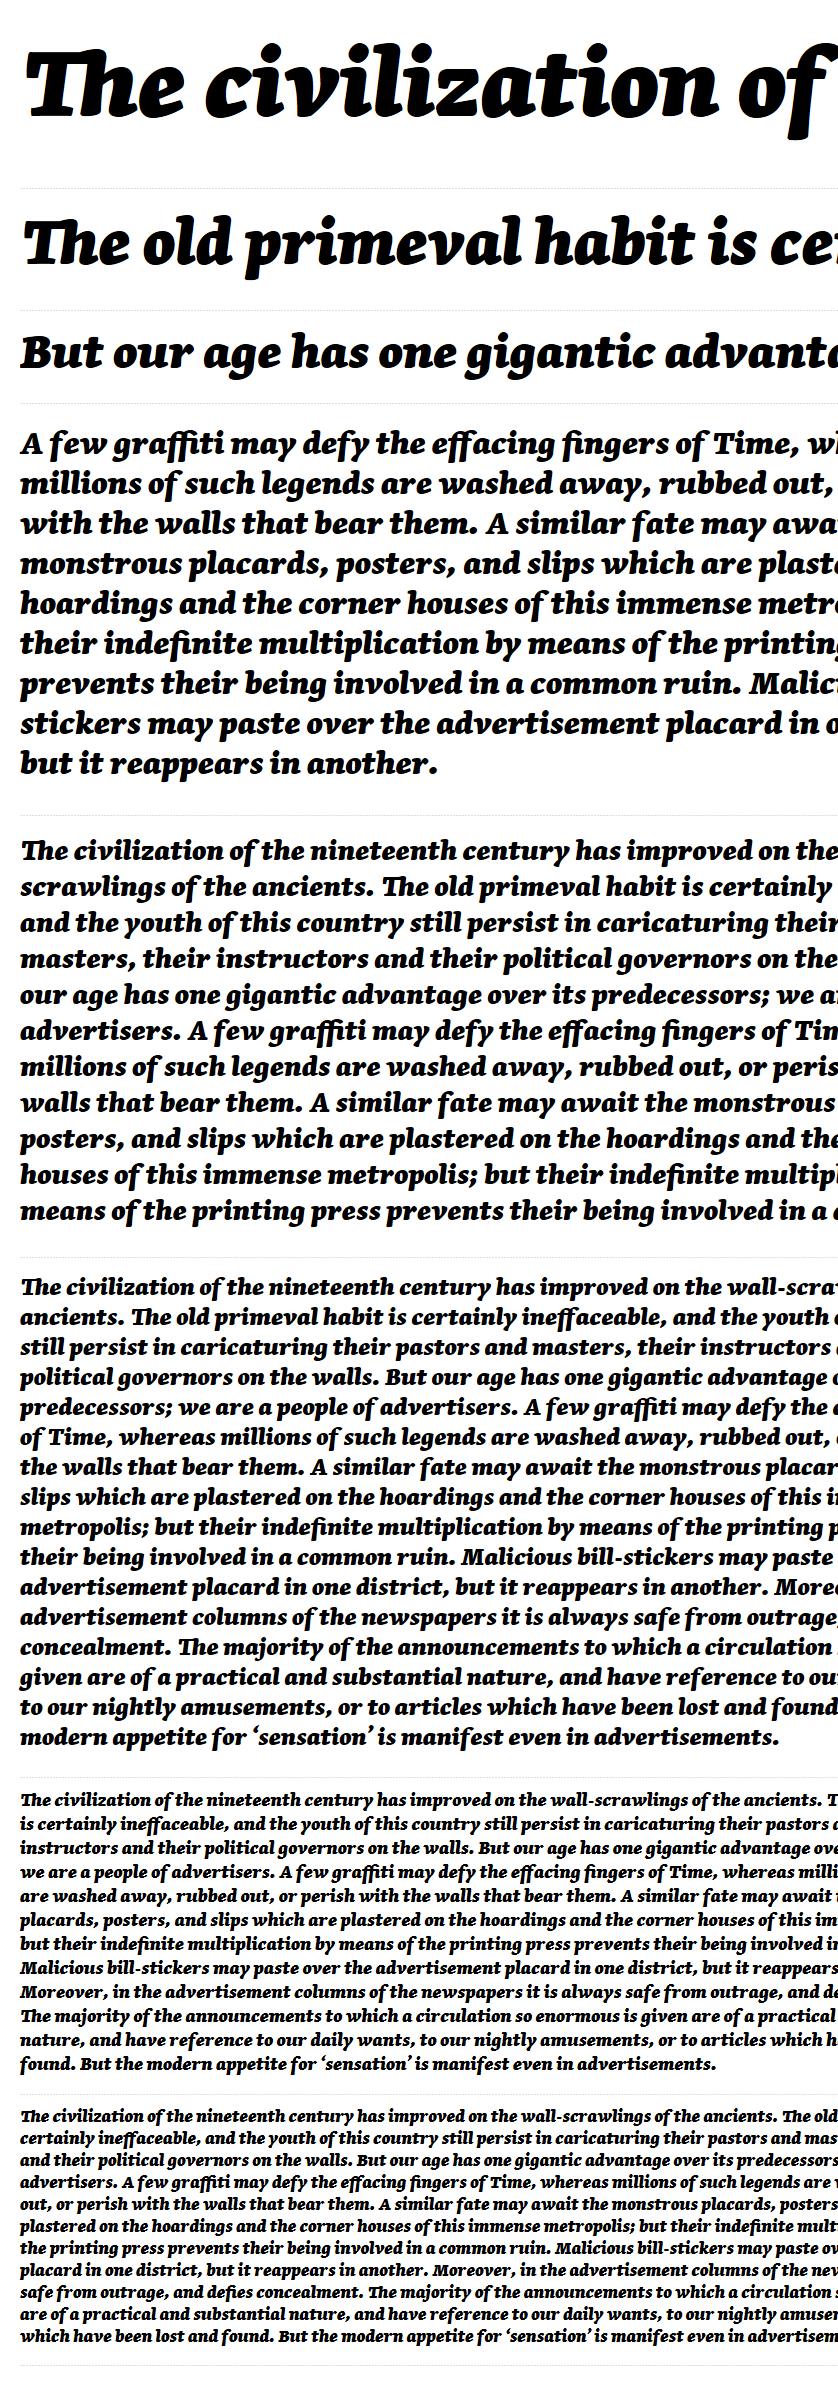 The civilization of
The old primeval habit is
But our age has one gigantic
A few graffiti may defy the effacing fingers of Time,
millions of such legends are washed away, rubbed out,
with the walls that bear them. A similar fate may
monstrous placards, posters, and slips which are
hoardings and the corner houses of this immense
their indefinite multiplication by means of the
prevents their being involved in a common ruin.
stickers may paste over the advertisement placard in
but it reappears in another.
The civilization of the nineteenth century has improved on the
scrawlings of the ancients. The old primeval habit is certainly
and the youth of this country still persist in caricaturing their
masters, their instructors and their political governors on the
our age has one gigantic advantage over its predecessors; we
advertisers. A few graffiti may defy the effacing fingers of
millions of such legends are washed away, rubbed out, or
walls that bear them. A similar fate may await the monstrous
posters, and slips which are plastered on the hoardings and the
houses of this immense metropolis; but their indefinite
means of the printing press prevents their being involved in a
The civilization of the nineteenth century has improved on the
ancients. The old primeval habit is certainly ineffaceable, and the youth
still persist in caricaturing their pastors and masters, their instructors
political governors on the walls. But our age has one gigantic advantage
predecessors; we are a people of advertisers. A few graffiti may defy the
of Time, whereas millions of such legends are washed away, rubbed out,
the walls that bear them. A similar fate may await the monstrous
slips which are plastered on the hoardings and the corner houses of this
metropolis; but their indefinite multiplication by means of the printing
their being involved in a common ruin. Malicious bill-stickers may paste
advertisement placard in one district, but it reappears in another.
advertisement columns of the newspapers it is always safe from outrage,
concealment. The majority of the announcements to which a circulation
given are of a practical and substantial nature, and have reference to
to our nightly amusements, or to articles which have been lost and found
modern appetite for ‘sensation’ is manifest even in advertisements.
The civilization of the nineteenth century has improved on the wall-scrawlings of the ancients.
is certainly ineffaceable, and the youth of this country still persist in caricaturing their pastors
instructors and their political governors on the walls. But our age has one gigantic advantage
we are a people of advertisers. A few graffiti may defy the effacing fingers of Time, whereas
are washed away, rubbed out, or perish with the walls that bear them. A similar fate may await
placards, posters, and slips which are plastered on the hoardings and the corner houses of this
but their indefinite multiplication by means of the printing press prevents their being involved
Malicious bill-stickers may paste over the advertisement placard in one district, but it reappears
Moreover, in the advertisement columns of the newspapers it is always safe from outrage, and
The majority of the announcements to which a circulation so enormous is given are of a practical
nature, and have reference to our daily wants, to our nightly amusements, or to articles which
found. But the modern appetite for ‘sensation’ is manifest even in advertisements.
The civilization of the nineteenth century has improved on the wall-scrawlings of the ancients. The old
certainly ineffaceable, and the youth of this country still persist in caricaturing their pastors and
and their political governors on the walls. But our age has one gigantic advantage over its predecessors
advertisers. A few graffiti may defy the effacing fingers of Time, whereas millions of such legends are
out, or perish with the walls that bear them. A similar fate may await the monstrous placards, posters
plastered on the hoardings and the corner houses of this immense metropolis; but their indefinite
the printing press prevents their being involved in a common ruin. Malicious bill-stickers may paste
placard in one district, but it reappears in another. Moreover, in the advertisement columns of the
safe from outrage, and defies concealment. The majority of the announcements to which a circulation
are of a practical and substantial nature, and have reference to our daily wants, to our nightly
which have been lost and found. But the modern appetite for ‘sensation’ is manifest even in